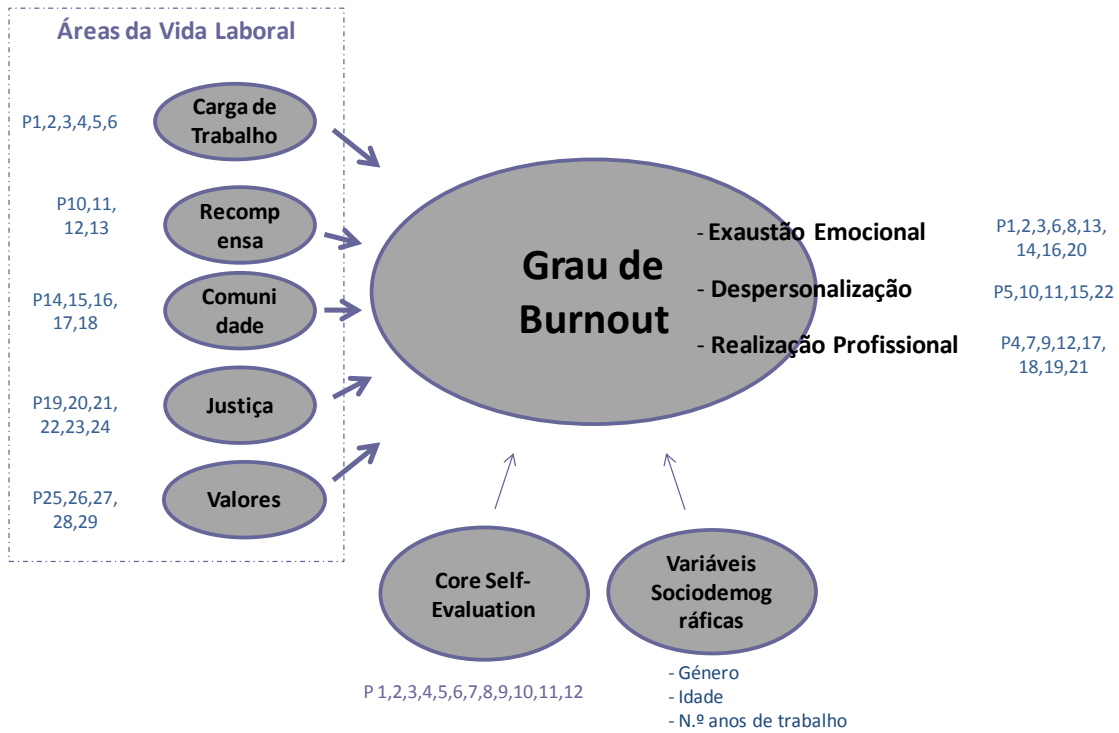 Áreas da Vida Laboral
P1,2,3,4,5,6
Carga de
Trabalho
P10,11,
12,13
Recomp
ensa
P14,15,16,
17,18
Comuni
dade
P19,20,21,
22,23,24
Justiça
P25,26,27,
28,29
Valores
Grau de
Burnout
- Exaustão Emocional
- Despersonalização
- Realização Profissional
P1,2,3,6,8,13,
14,16,20
P5,10,11,15,22
P4,7,9,12,17,
18,19,21
Core Self-
Evaluation
P 1,2,3,4,5,6,7,8,9,10,11,12
Variáveis
Sociodemog
ráficas
- Género
- Idade
- N.º anos de trabalho